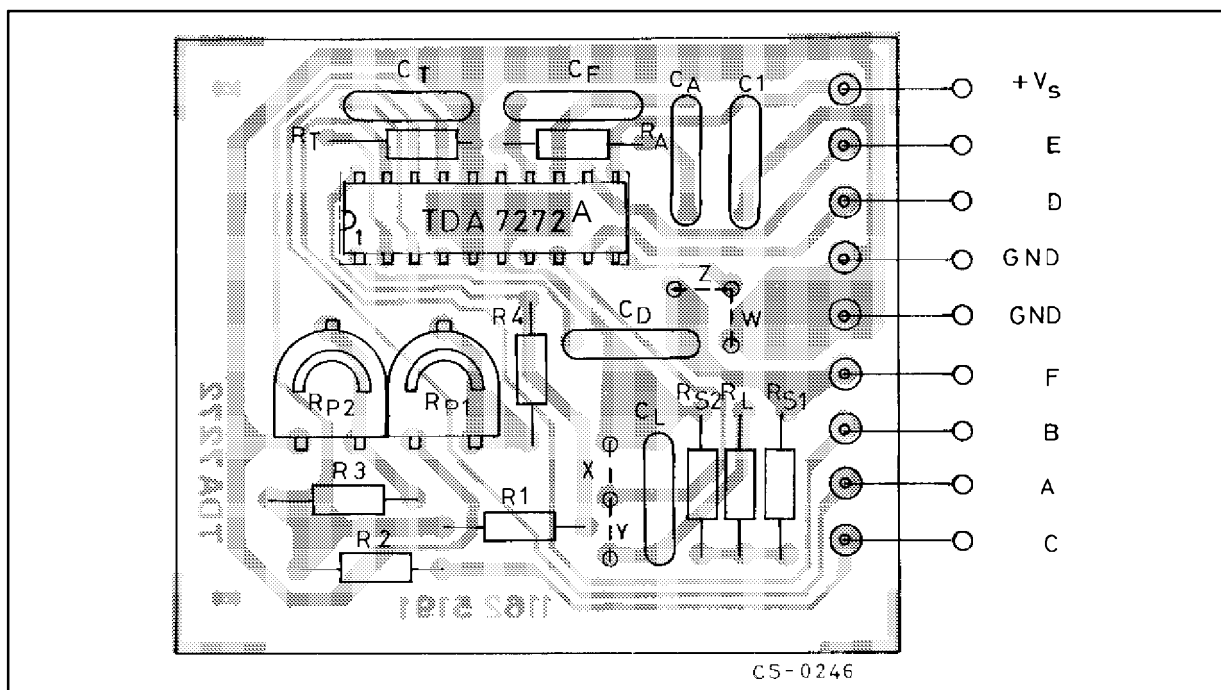 CT
CF
CA
C1
+Vs
RT
RA
E
TDA 7272A
1
D
GND
Z
CD
W
R4
GND
F
RP2
RP1
CL
RS2
RL
RS1
B
X
R3
R1
A
Y
R2
C
TDA7272
CS-0246